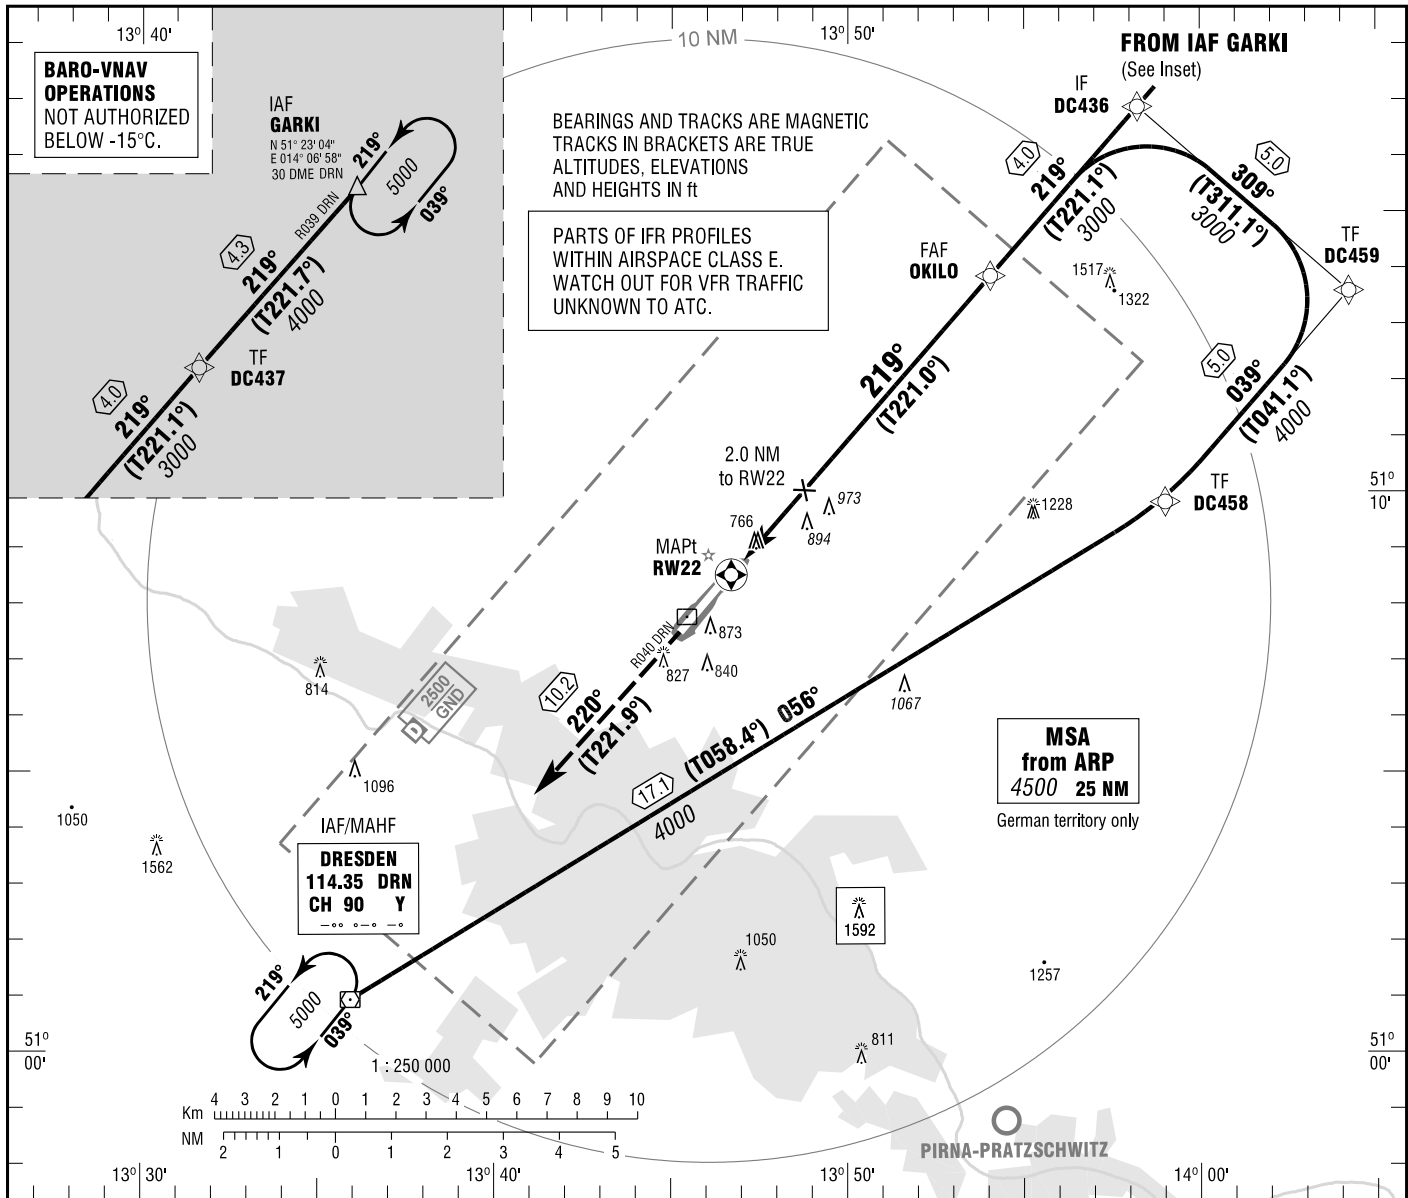 13° 40'
13° 50'
10 NM
BARO-VNAV
OPERATIONS
NOT AUTHORIZED
BELOW -15°C.
IAF
GARKI
N 51° 23' 04"
E 014° 06' 58"
30 DME DRN
219°
5000
039°
R039 DRN
4.3
219°
(T221.7°)
4000
TF
DC437
4.0
219°
(T221.1°)
3000
BEARINGS AND TRACKS ARE MAGNETIC
TRACKS IN BRACKETS ARE TRUE
ALTITUDES, ELEVATIONS
AND HEIGHTS IN ft
PARTS OF IFR PROFILES
WITHIN AIRSPACE CLASS E.
WATCH OUT FOR VFR TRAFFIC
UNKNOWN TO ATC.
FROM IAF GARKI
(See Inset)
IF
DC436
4.0
219°
(T221.1°)
3000
5.0
309°
(T311.1°)
3000
TF
DC459
FAF
OKILO
1517
1322
5.0
039°
(T041.1°)
4000
219°
(T221.0°)
2.0 NM
to RW22
973
894
766
1228
TF
DC458
51°
10'
MAPt
RW22
R040 DRN
873
827
840
814
2500
GND
D
10.2
220°
(T221.9°)
1067
(T058.4°) 056°
17.1
4000
MSA
from ARP
4500 25 NM
German territory only
1050
1096
1562
IAF/MAHF
DRESDEN
114.35 DRN
CH 90 Y
1592
1050
1257
219°
5000
039°
811
51°
00'
51°
00'
1 : 250 000
Km 4 3 2 1 0 1 2 3 4 5 6 7 8 9 10
NM 2 1 0 1 2 3 4 5
PIRNA-PRATZSCHWITZ
13° 30'
13° 40'
13° 50'
14° 00'